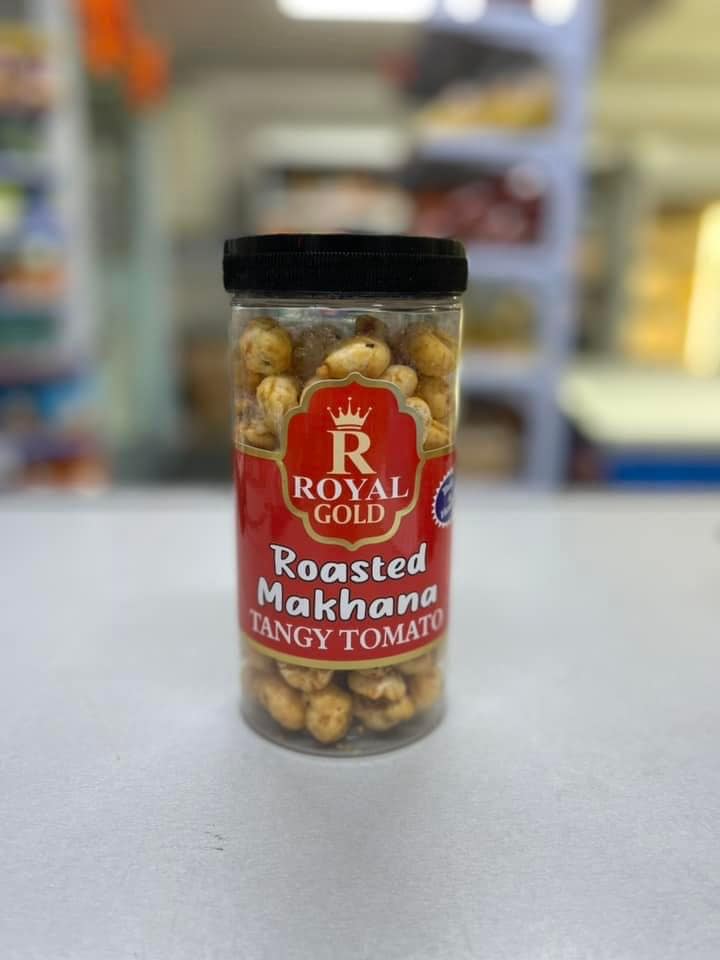 R
ROYAL
GOLD
Roasted
Makhana
TANGY TOMATO